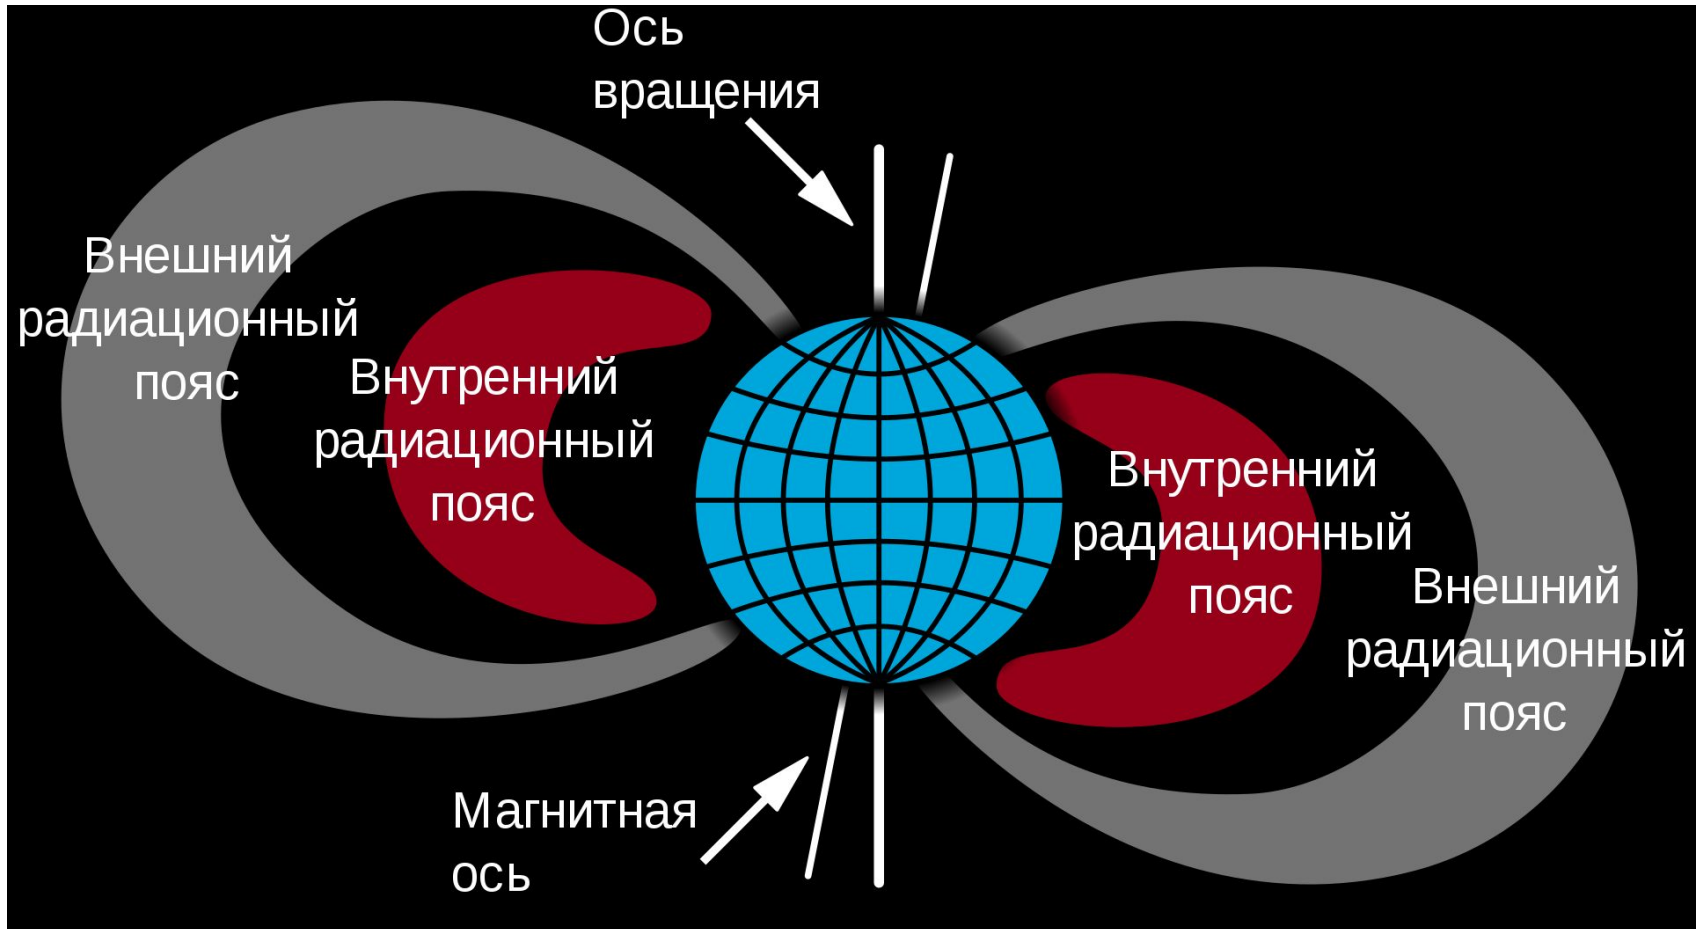 Ось
вращения
Внешний
радиационный
пояс
Внутренний
радиационный
пояс
Внутренний
радиационный
пояс
Внешний
радиационный
пояс
Магнитная
ось